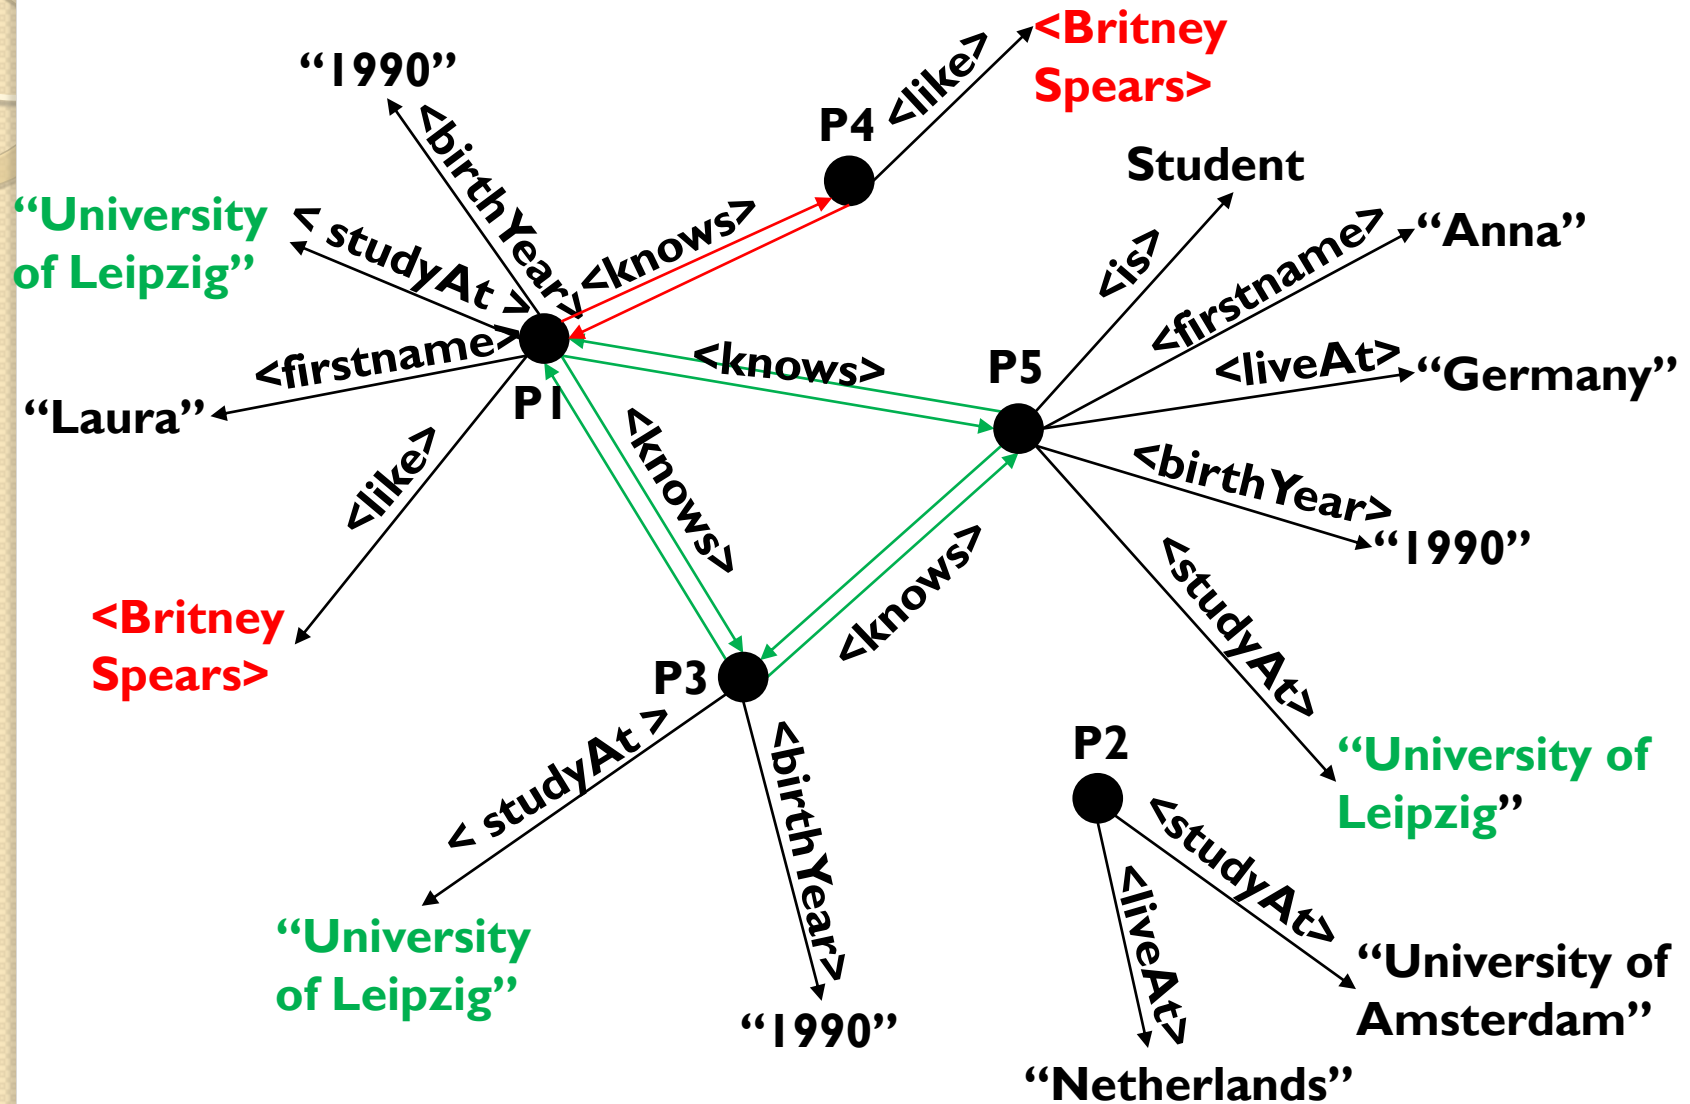 <Britney
Spears>
“1990”
<like>
P4
<birthYear>
Student
“University
of Leipzig”
< studyAt >
<knows>
<is>
<firstname>
“Anna”
<firstname>
<knows>
P5
<liveAt>
“Germany”
“Laura”
P1
<like>
<knows>
<birthYear>
“1990”
<knows>
<studyAt>
<Britney
Spears>
P3
< studyAt >
<birthYear>
P2
“University of
Leipzig”
<studyAt>
<liveAt>
“University
of Leipzig”
“University of
Amsterdam”
“1990”
“Netherlands”